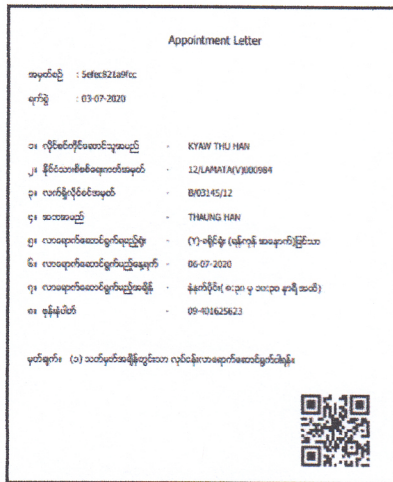 Appointment Letter
အမှတ်စဉ် : 5efec821a9fcc
ရက်စွဲ : 03-07-2020
၁။ လိုင်စင်ကိုင်ဆောင်သူအမည် - KYAW THU HAN
၂။ နိုင်ငံသားစိစစ်ရေးကတ်အမှတ် - 12/LAMATA(V)000984
၃။ လက်ရှိလိုင်စင်အမှတ် - B/03145/12
၄။ အဘအမည် - THAUNG HAN
၅။ လာရောက်ဆောင်ရွက်ရမည့်ရုံး - (Y)-ခရိုင်ရုံး (ရန်ကုန် အနောက်)ဖြင်သာ
၆။ လာရောက်ဆောင်ရွက်မည့်နေ့ရက် - 06-07-2020
၇။ လာရောက်ဆောင်ရွက်မည့်အချိန် - နံနက်ပိုင်း( ၈:၃၀ မှ ၁၀:၃၀ နာရီ အထိ)
၈။ ဖုန်းနံပါတ် - 09-401625623
မှတ်ချက်။ (၁) သတ်မှတ်အချိန်တွင်းသာ လုပ်ငန်းလာရောက်ဆောင်ရွက်ပါရန်။